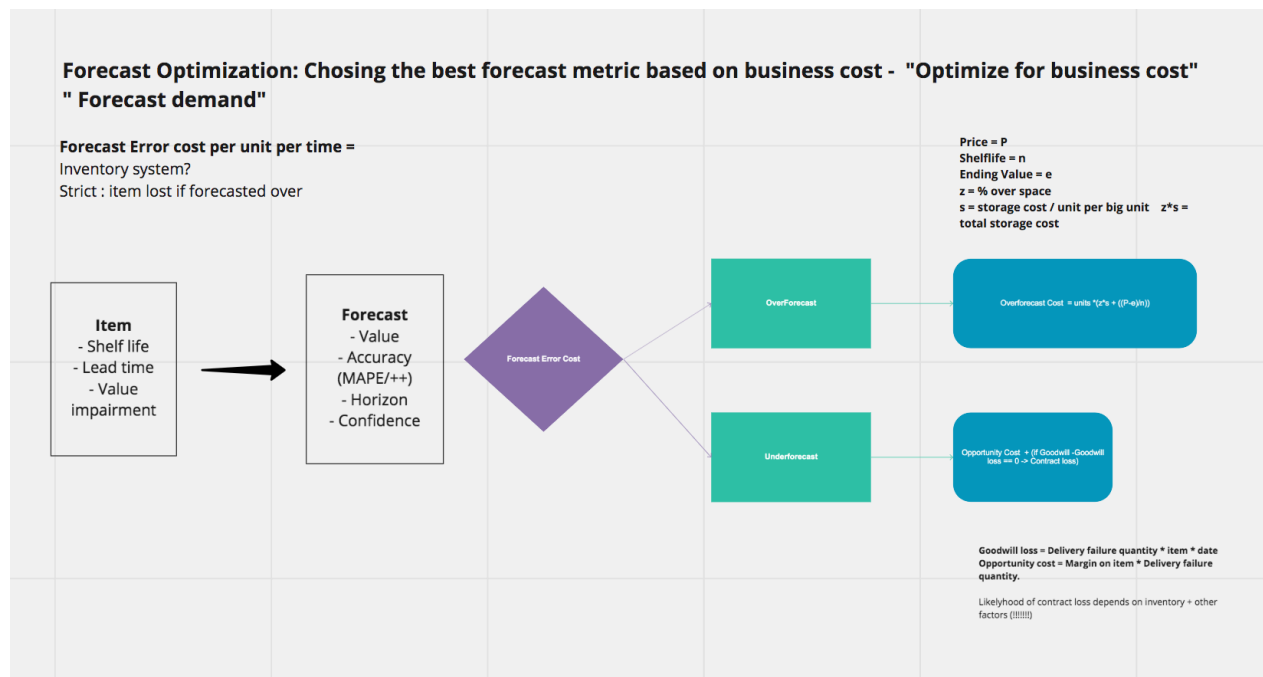 Forecast Optimization: Chosing the best forecast metric based on business cost -  "Optimize for business cost"
" Forecast demand"
Forecast Error cost per unit per time =
Inventory system?
Strict : item lost if forecasted over
Price = P
Shelflife = n
Ending Value = e
z = % over space
s = storage cost / unit per big unit    z*s =
total storage cost
Item
- Shelf life
- Lead time
- Value
impairment
Forecast
- Value
- Accuracy
(MAPE/++)
- Horizon
- Confidence
Forecast Error Cost
OverForecast
Overforecast Cost  = units *(z*s + ((P-e)/n))
Underforecast
Opportunity Cost  + (if Goodwill -Goodwill
loss == 0 -> Contract loss)
Goodwill loss = Delivery failure quantity * item * date
Opportunity cost = Margin on item * Delivery failure
quantity.
Likelyhood of contract loss depends on inventory + other
factors (!!!!!!!)